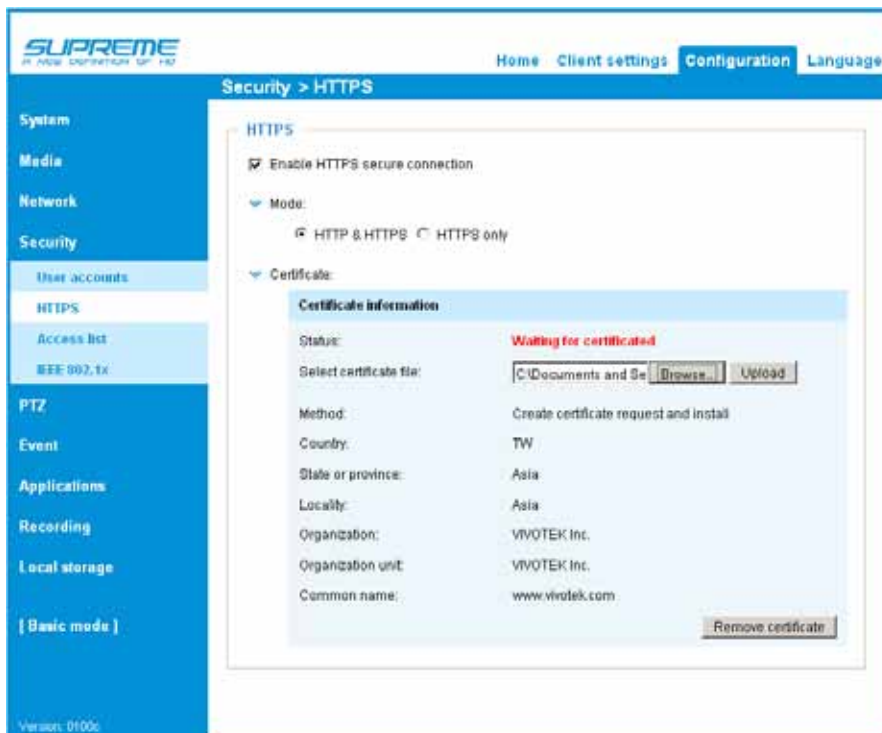 SUPREME
A NEW DEFINITION OF HD
Home Client settings Configuration Language
Security > HTTPS
System
Media
Network
Security
User accounts
HTTPS
Access list
IEEE 802.1x
PTZ
Event
Applications
Recording
Local storage
[ Basic mode ]
Version: 0100c
HTTPS
Enable HTTPS secure connection
Mode:
HTTP & HTTPS HTTPS only
Certificate:
Certificate information
Status: Waiting for certificated
Select certificate file: C:\Documents and Se Browse... Upload
Method: Create certificate request and install
Country: TW
State or province: Asia
Locality: Asia
Organization: VIVOTEK Inc.
Organization unit: VIVOTEK Inc.
Common name: www.vivotek.com
Remove certificate